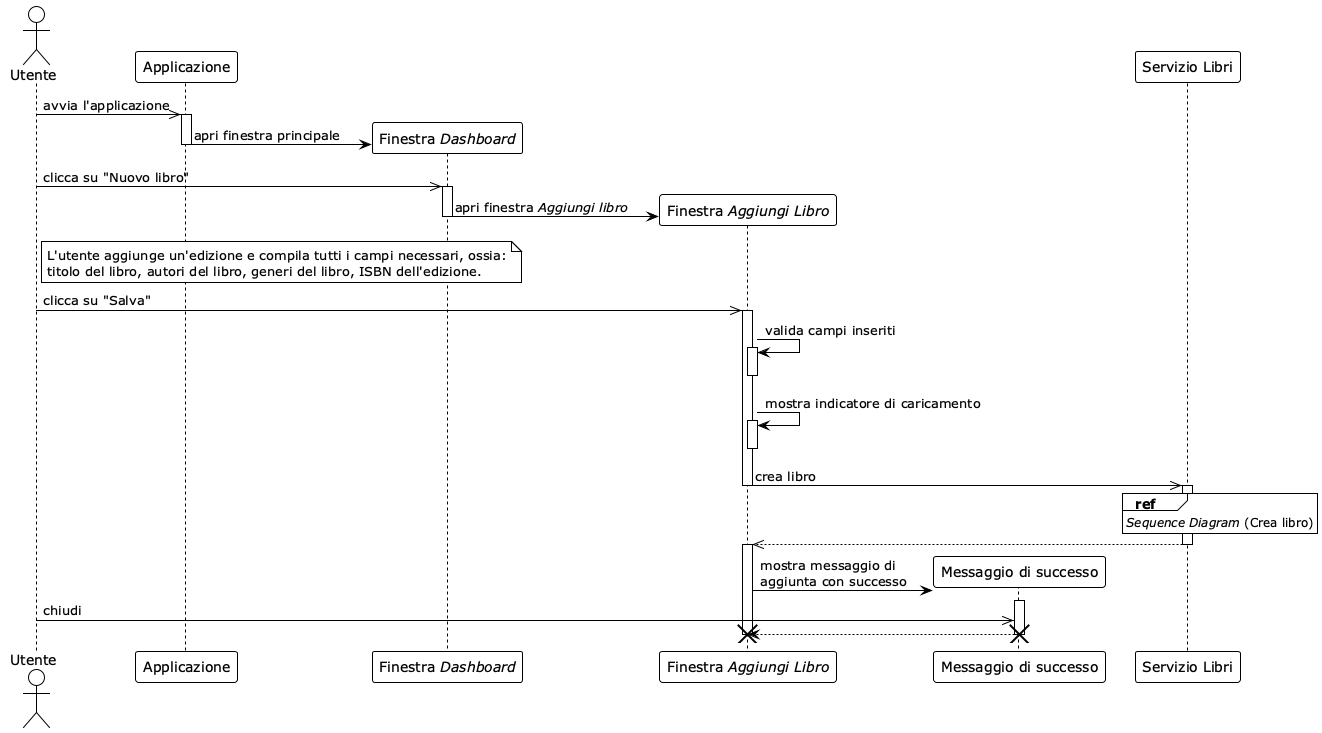 Utente
Applicazione
Servizio Libri
avvia l'applicazione
apri finestra principale
Finestra Dashboard
clicca su "Nuovo libro"
apri finestra Aggiungi libro
Finestra Aggiungi Libro
L'utente aggiunge un'edizione e compila tutti i campi necessari, ossia:
titolo del libro, autori del libro, generi del libro, ISBN dell'edizione.
clicca su "Salva"
valida campi inseriti
mostra indicatore di caricamento
crea libro
ref
Sequence Diagram (Crea libro)
mostra messaggio di
aggiunta con successo
Messaggio di successo
chiudi
Utente
Applicazione
Finestra Dashboard
Finestra Aggiungi Libro
Messaggio di successo
Servizio Libri